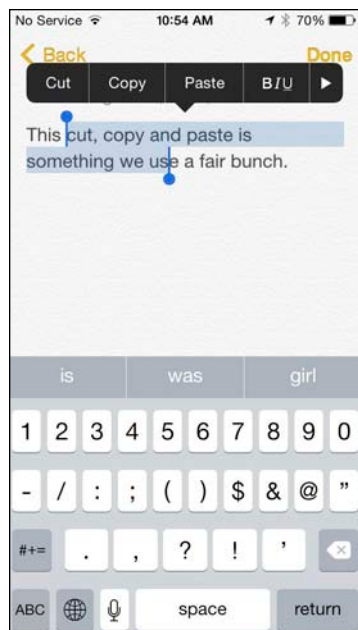 No Service 10:54 AM 70%
Back Done
Cut Copy Paste BIU ▶
This cut, copy and paste is
something we use a fair bunch.
is was girl
1 2 3 4 5 6 7 8 9 0
- / : ; ( ) $ & @ ”
#+= . , ? ! ’
ABC space return